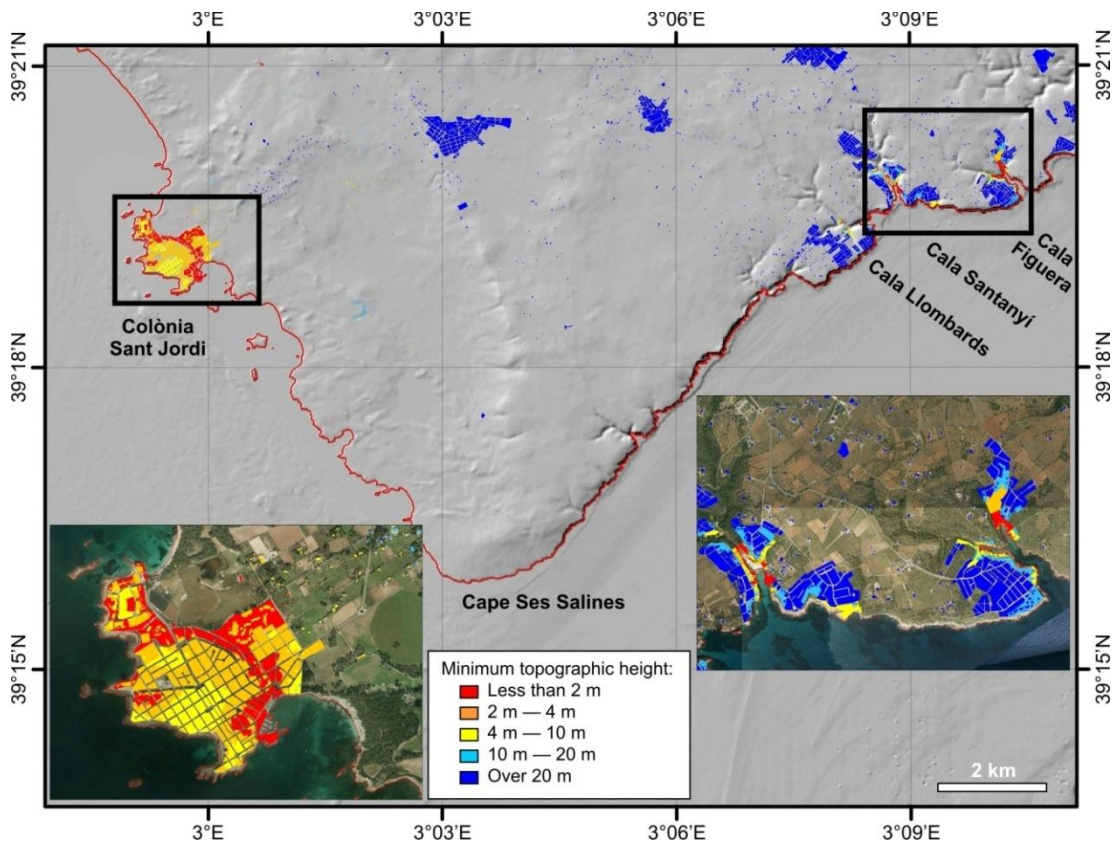 3°E 3°03'E 3°06'E 3°09'E
39°21'N 39°21'N
Colònia
Sant Jordi
Cala
Figuera
Cala Santanyí
Cala Llombards
39°18'N 39°18'N
Cape Ses Salines
39°15'N 39°15'N
Minimum topographic height:
Less than 2 m
2 m — 4 m
4 m — 10 m
10 m — 20 m
Over 20 m
2 km
3°E 3°03'E 3°06'E 3°09'E